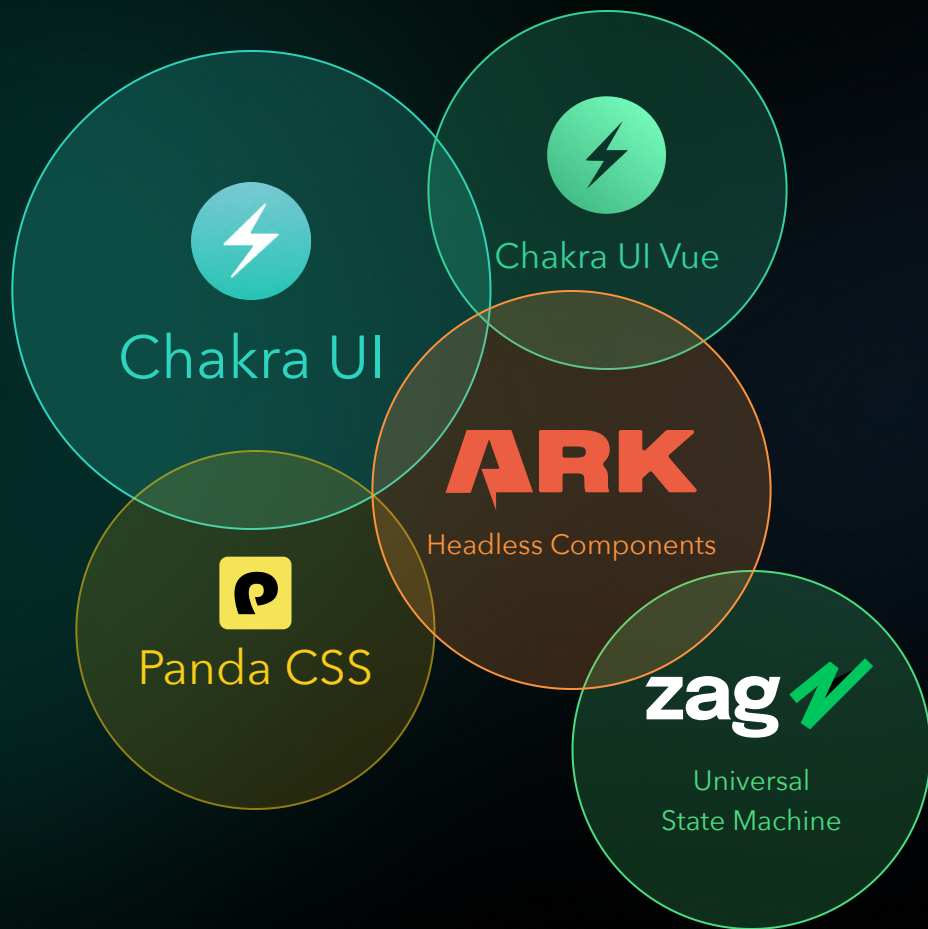 Chakra UI
Chakra UI Vue
ARK
Headless Components
Panda CSS
zag
Universal
State Machine